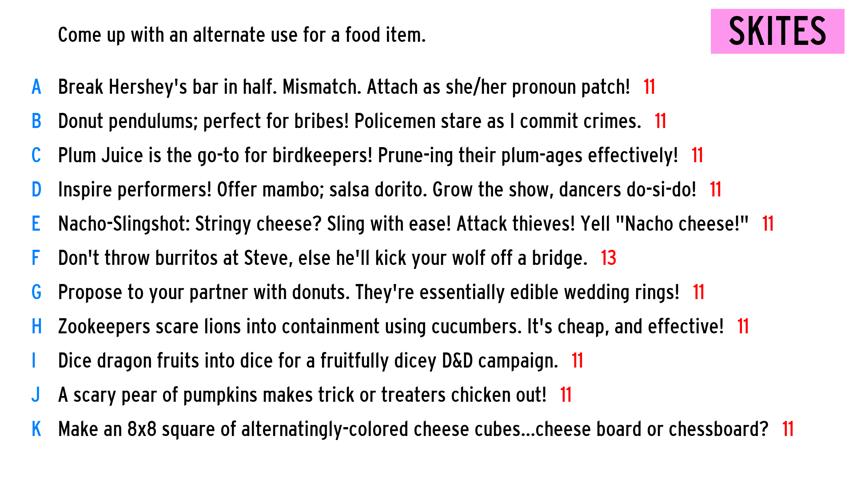 Come up with an alternate use for a food item.
SKITES
A Break Hershey's bar in half. Mismatch. Attach as she/her pronoun patch! 11
B Donut pendulums; perfect for bribes! Policemen stare as I commit crimes. 11
C Plum Juice is the go-to for birdkeepers! Prune-ing their plum-ages effectively! 11
D Inspire performers! Offer mambo; salsa dorito. Grow the show, dancers do-si-do! 11
E Nacho-Slingshot: Stringy cheese? Sling with ease! Attack thieves! Yell "Nacho cheese!" 11
F Don't throw burritos at Steve, else he'll kick your wolf off a bridge. 13
G Propose to your partner with donuts. They're essentially edible wedding rings! 11
H Zookeepers scare lions into containment using cucumbers. It's cheap, and effective! 11
I Dice dragon fruits into dice for a fruitfully dicey D&D campaign. 11
J A scary pear of pumpkins makes trick or treaters chicken out! 11
K Make an 8x8 square of alternatingly-colored cheese cubes...cheese board or chessboard? 11